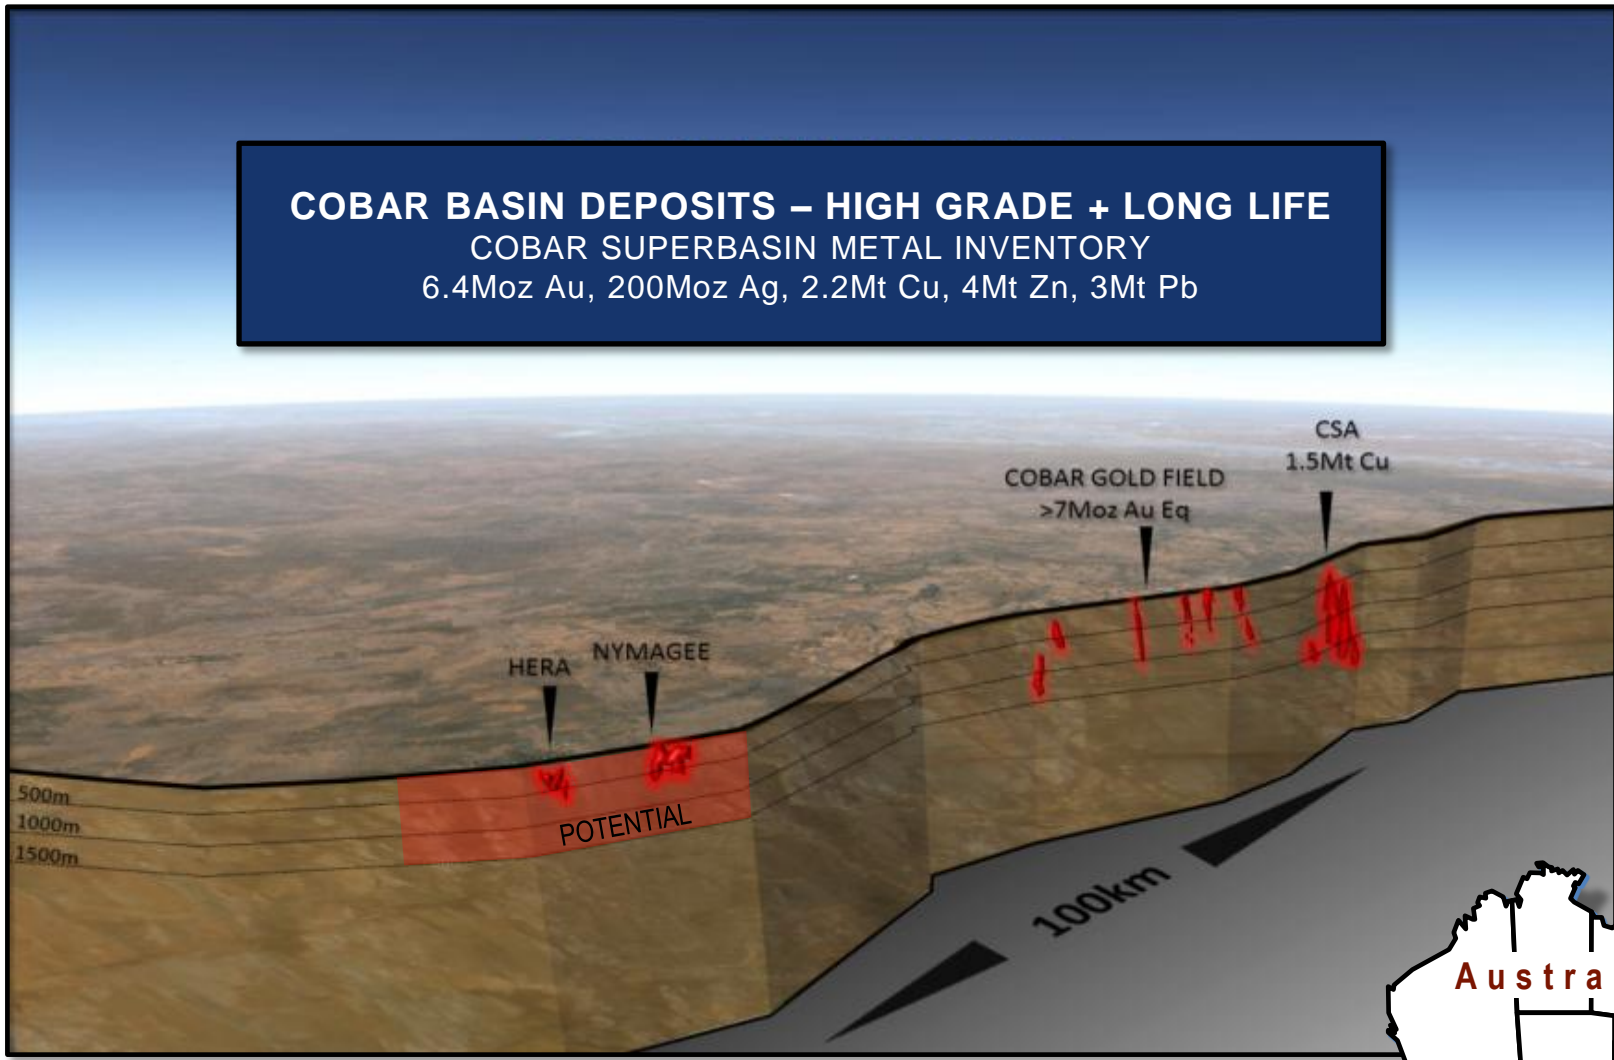 COBAR BASIN DEPOSITS – HIGH GRADE + LONG LIFE
COBAR SUPERBASIN METAL INVENTORY
6.4Moz Au, 200Moz Ag, 2.2Mt Cu, 4Mt Zn, 3Mt Pb
CSA
1.5Mt Cu
COBAR GOLD FIELD
>7Moz Au Eq
HERA
NYMAGEE
500m
1000m
1500m
POTENTIAL
100km
Austra